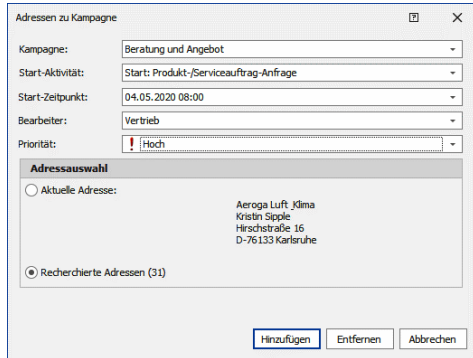 Adressen zu Kampagne
Kampagne: Beratung und Angebot
Start-Aktivität: Start: Produkt-/Serviceauftrag-Anfrage
Start-Zeitpunkt: 04.05.2020 08:00
Bearbeiter: Vertrieb
Priorität: Hoch
Adressauswahl
Aktuelle Adresse:
Aeroga Luft_Klima
Kristin Sipple
Hirschstraße 16
D-76133 Karlsruhe
Recherchierte Adressen (31)
Hinzufügen Entfernen Abbrechen